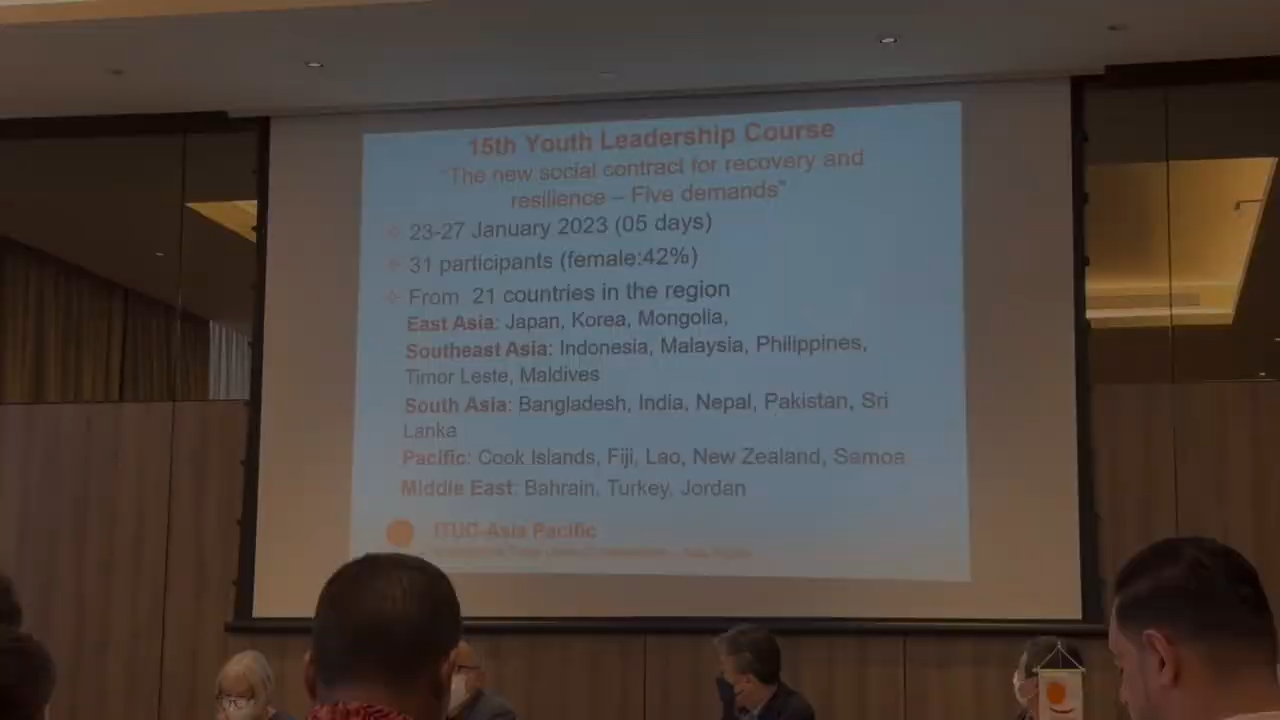 15th Youth Leadership Course
"The new social contract for recovery and
resilience – Five demands"
23-27 January 2023 (05 days)
31 participants (female:42%)
From 21 countries in the region
East Asia: Japan, Korea, Mongolia,
Southeast Asia: Indonesia, Malaysia, Philippines,
Timor Leste, Maldives
South Asia: Bangladesh, India, Nepal, Pakistan, Sri
Lanka
Pacific: Cook Islands, Fiji, Lao, New Zealand, Samoa
Middle East: Bahrain, Turkey, Jordan
ITUC-Asia Pacific